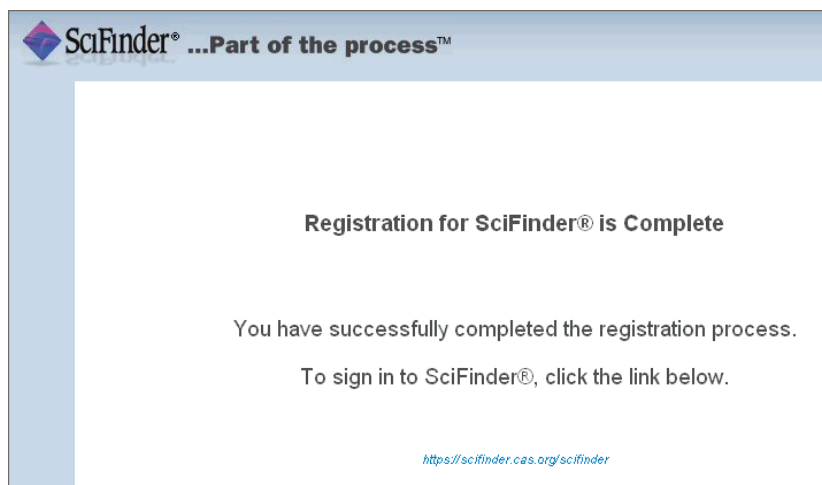 SciFinder® ...Part of the process™
Registration for SciFinder® is Complete
You have successfully completed the registration process.
To sign in to SciFinder®, click the link below.
https://scifinder.cas.org/scifinder